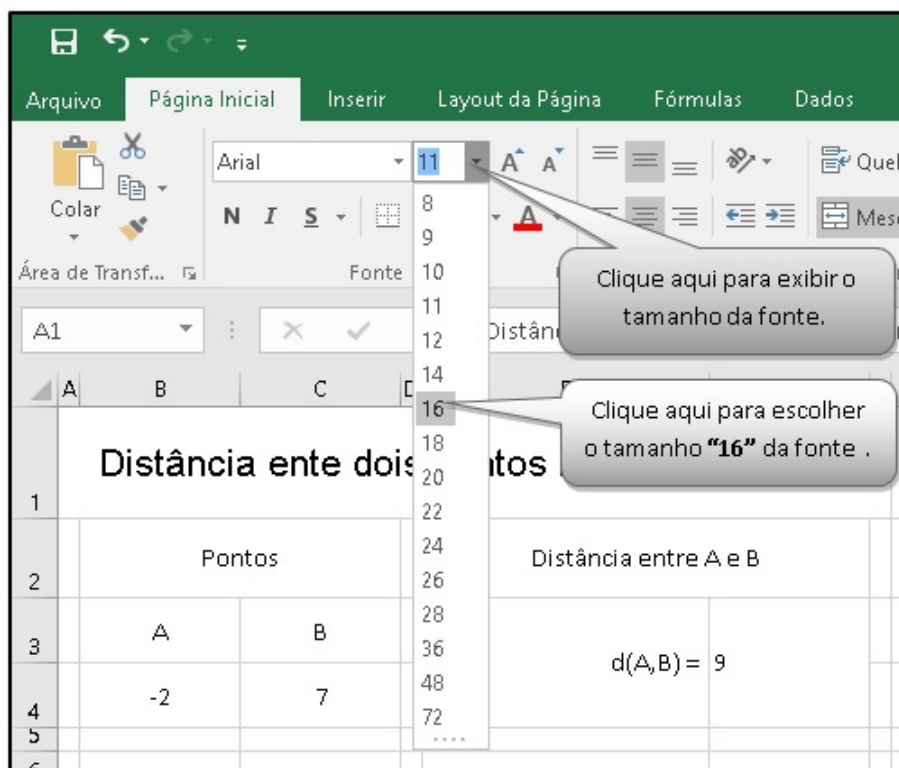 Arquivo Página Inicial Inserir Layout da Página Fórmulas Dados
Arial 11 A A
Colar N I S A
Área de Transf... Fonte
Clique aqui para exibir o
tamanho da fonte.
A1
8
9
10
11
12
14
16
18
20
22
24
26
28
36
48
72
Clique aqui para escolher
o tamanho “16” da fonte .
A B C
1 Distância ente
2 Pontos Distância entre A e B
3 A B
d(A,B) = 9
4 -2 7
5